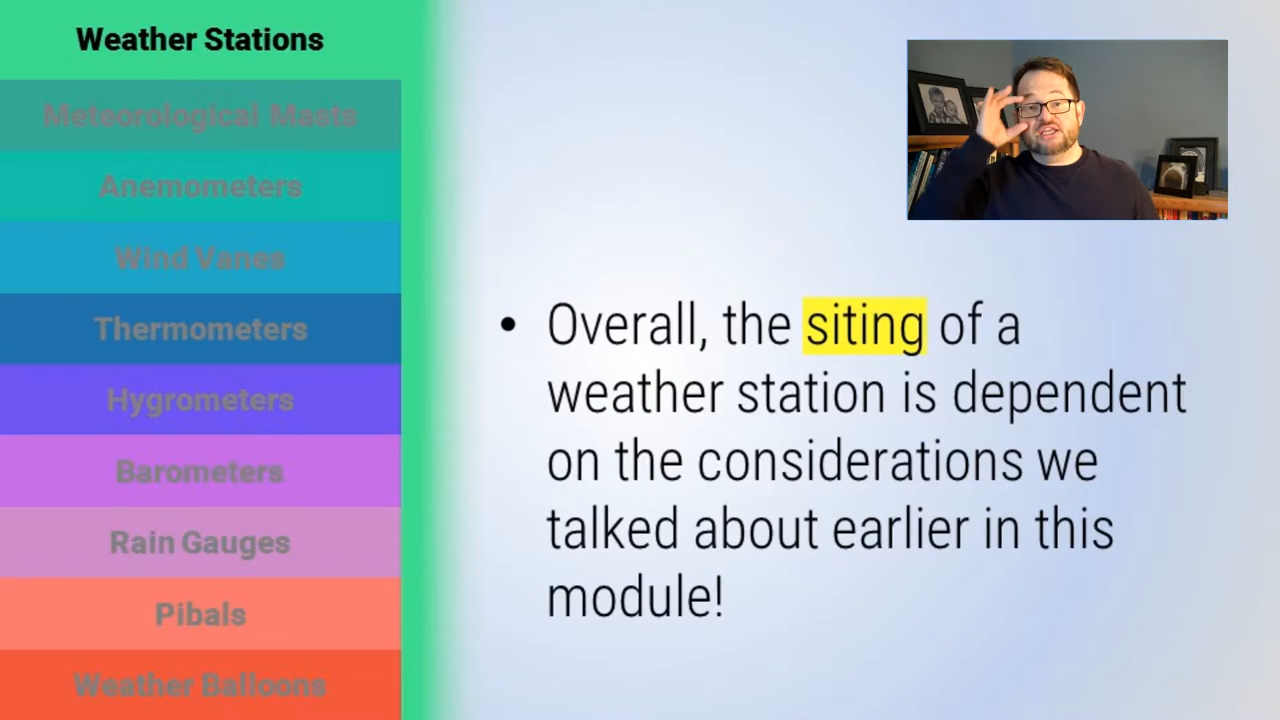 Weather Stations
Meteorological Masts
Anemometers
Wind Vanes
Thermometers
Hygrometers
Barometers
Rain Gauges
Pibals
Weather Balloons
• Overall, the siting of a
weather station is dependent
on the considerations we
talked about earlier in this
module!